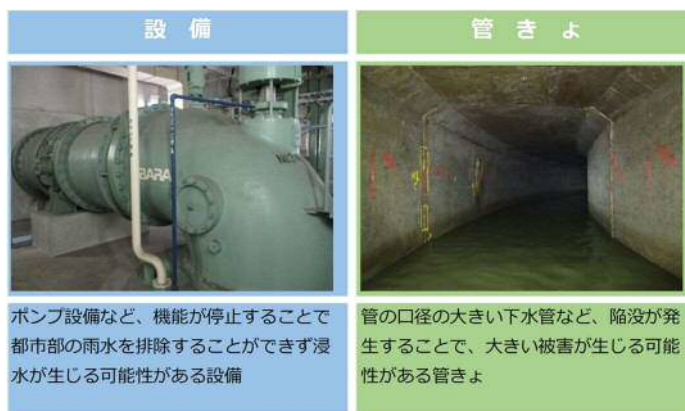 設 備
管 き ょ
BARA
ポンプ設備など、機能が停止することで
都市部の雨水を排除することができず浸
水が生じる可能性がある設備
管の口径の大きい下水管など、陥没が発
生することで、大きい被害が生じる可能
性がある管きょ